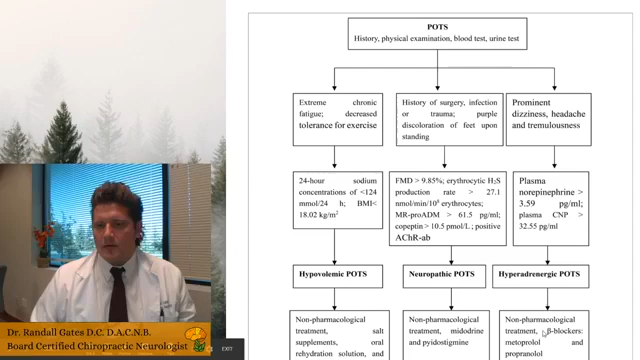 POTS
History, physical examination, blood test, urine test
Extreme chronic
fatigue; decreased
tolerance for exercise
History of surgery, infection
or trauma; purple
discoloration of feet upon
standing
Prominent
dizziness, headache
and tremulousness
24-hour sodium
concentrations of <124
mmol/24 h; BMI<
18.02 kg/m²
FMD > 9.85%; erythrocytic H₂S
production rate > 27.1
nmol/min/10⁸ erythrocytes;
MR-proADM > 61.5 pg/ml;
copeptin > 10.5 pmol/L ; positive
AChR-ab
Plasma
norepinephrine >
3.59 pg/ml;
plasma CNP >
32.55 pg/ml
Hypovolemic POTS
Neuropathic POTS
Hyperadrenergic POTS
Non-pharmacological
treatment, salt
supplements, oral
rehydration solution, and
Non-pharmacological
treatment, midodrine and
pyidostigmine
Non-pharmacological
treatment, β-blockers:
metoprolol and
propranolol
Dr. Randall Gates D.C. D.A.C.N.B.
Board Certified Chiropractic Neurologist
EXIT